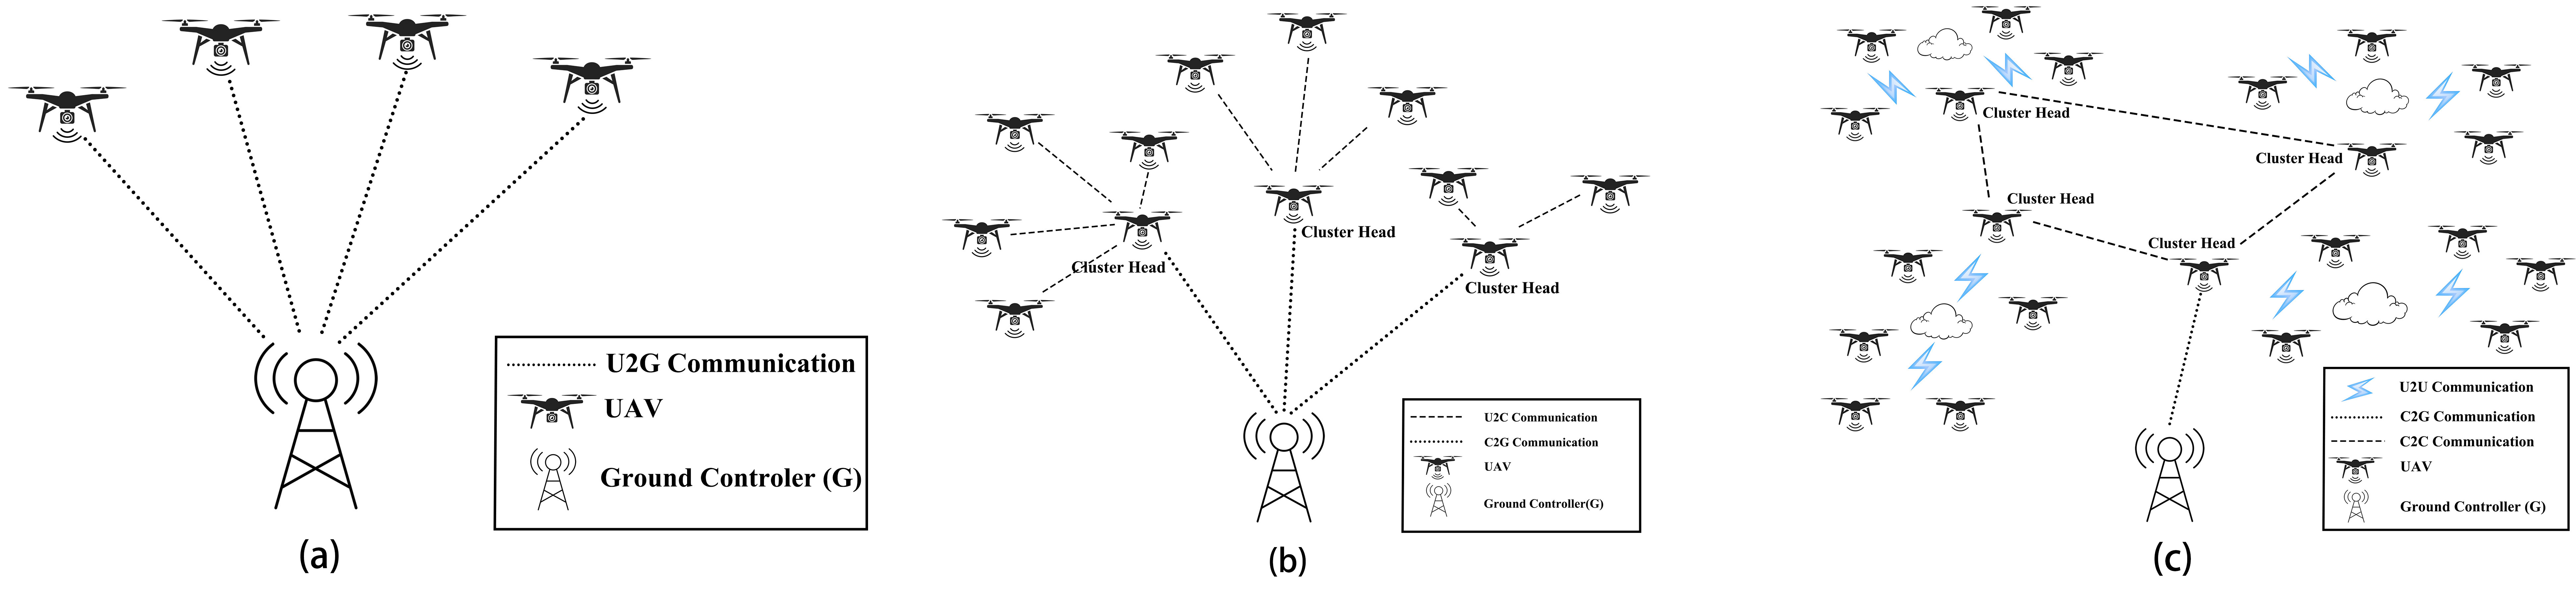 U2G Communication
UAV
Ground Controler (G)
(a)
Cluster Head
Cluster Head
Cluster Head
U2C Communication
C2G Communication
UAV
Ground Controller(G)
(b)
Cluster Head
Cluster Head
Cluster Head
Cluster Head
U2U Communication
C2G Communication
C2C Communication
UAV
Ground Controller (G)
(c)